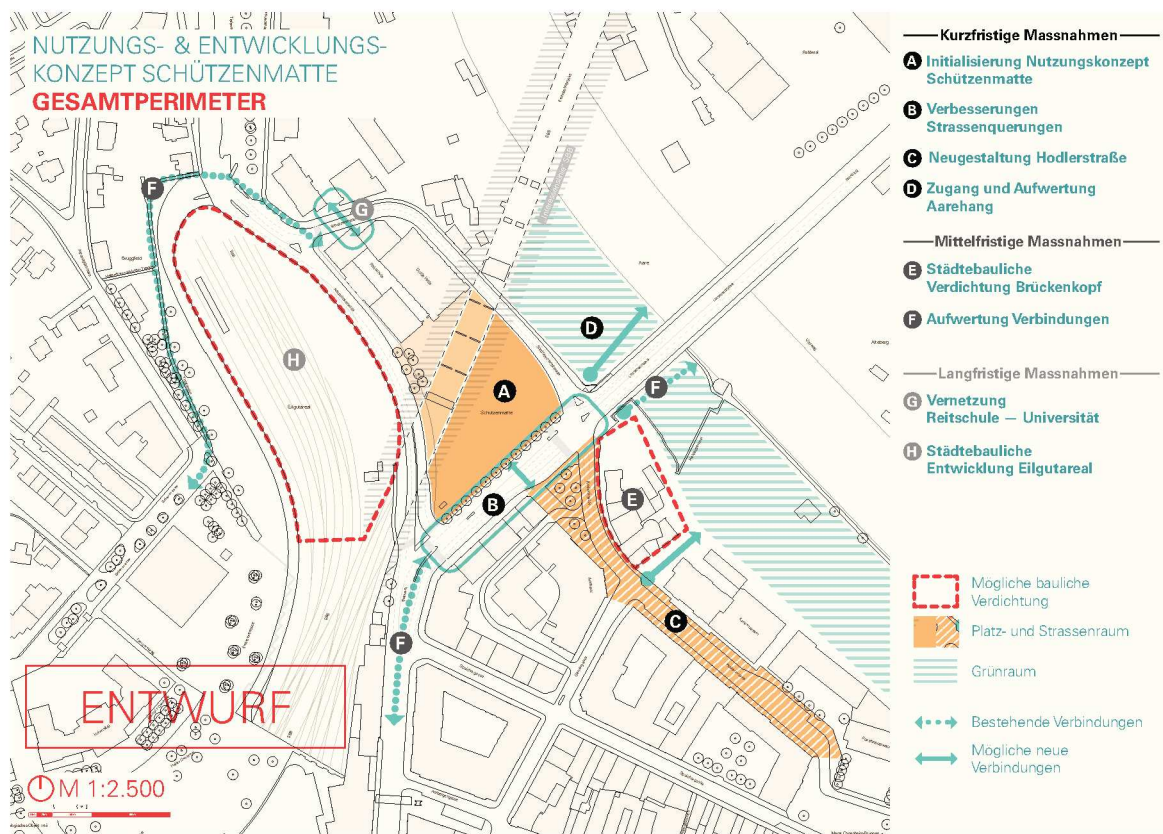 NUTZUNGS- & ENTWICKLUNGS-
KONZEPT SCHÜTZENMATTE
GESAMTPERIMETER
Kurzfristige Massnahmen
A Initialisierung Nutzungskonzept
Schützenmatte
B Verbesserungen
Strassenquerungen
C Neugestaltung Hodlerstraße
D Zugang und Aufwertung
Aarehang
Mittelfristige Massnahmen
E Städtebauliche
Verdichtung Brückenkopf
F Aufwertung Verbindungen
Langfristige Massnahmen
G Vernetzung
Reitschule — Universität
H Städtebauliche
Entwicklung Eilgutareal
Mögliche bauliche
Verdichtung
Platz- und Strassenraum
Grünraum
Bestehende Verbindungen
Mögliche neue
Verbindungen
F
G
H
Eilgutareal
A
Schützenmatte
D
F
B
E
C
F
ENTWURF
M 1:2.500